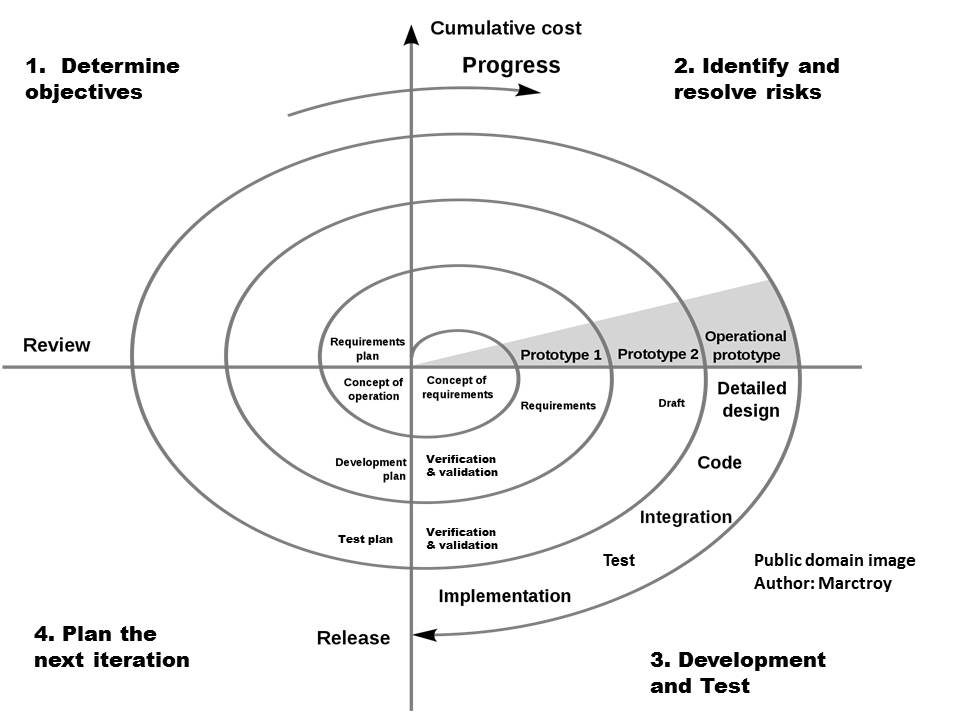 Cumulative cost
1. Determine
objectives
Progress
2. Identify and
resolve risks
Review
Requirements
plan
Prototype 1
Prototype 2
Operational
prototype
Concept of
operation
Concept of
requirements
Requirements
Draft
Detailed
design
Development
plan
Verification
& validation
Code
Test plan
Verification
& validation
Integration
Test
Implementation
Public domain image
Author: Marctroy
4. Plan the
next iteration
Release
3. Development
and Test